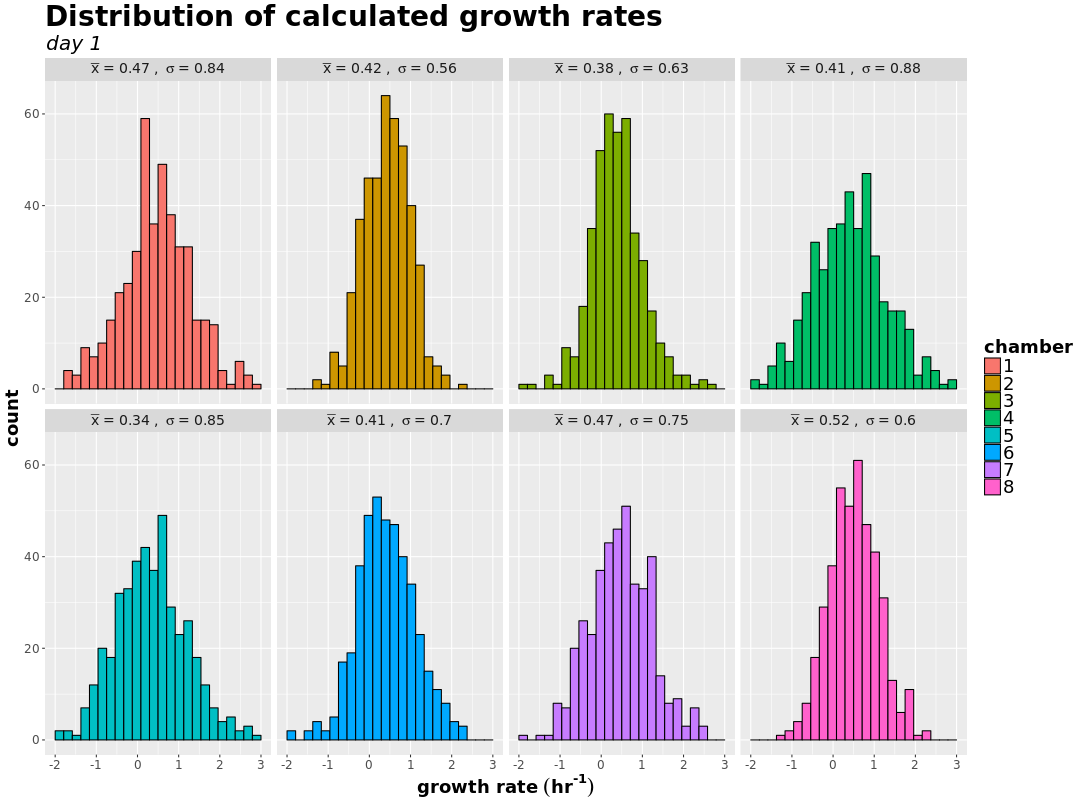 Distribution of calculated growth rates
day 1
x̅ = 0.47 , σ = 0.84
x̅ = 0.42 , σ = 0.56
x̅ = 0.38 , σ = 0.63
x̅ = 0.41 , σ = 0.88
60
40
20
0
count
x̅ = 0.34 , σ = 0.85
x̅ = 0.41 , σ = 0.7
x̅ = 0.47 , σ = 0.75
x̅ = 0.52 , σ = 0.6
60
40
20
0
-2 -1 0 1 2 3
-2 -1 0 1 2 3
-2 -1 0 1 2 3
-2 -1 0 1 2 3
growth rate (hr⁻¹)
chamber
1
2
3
4
5
6
7
8